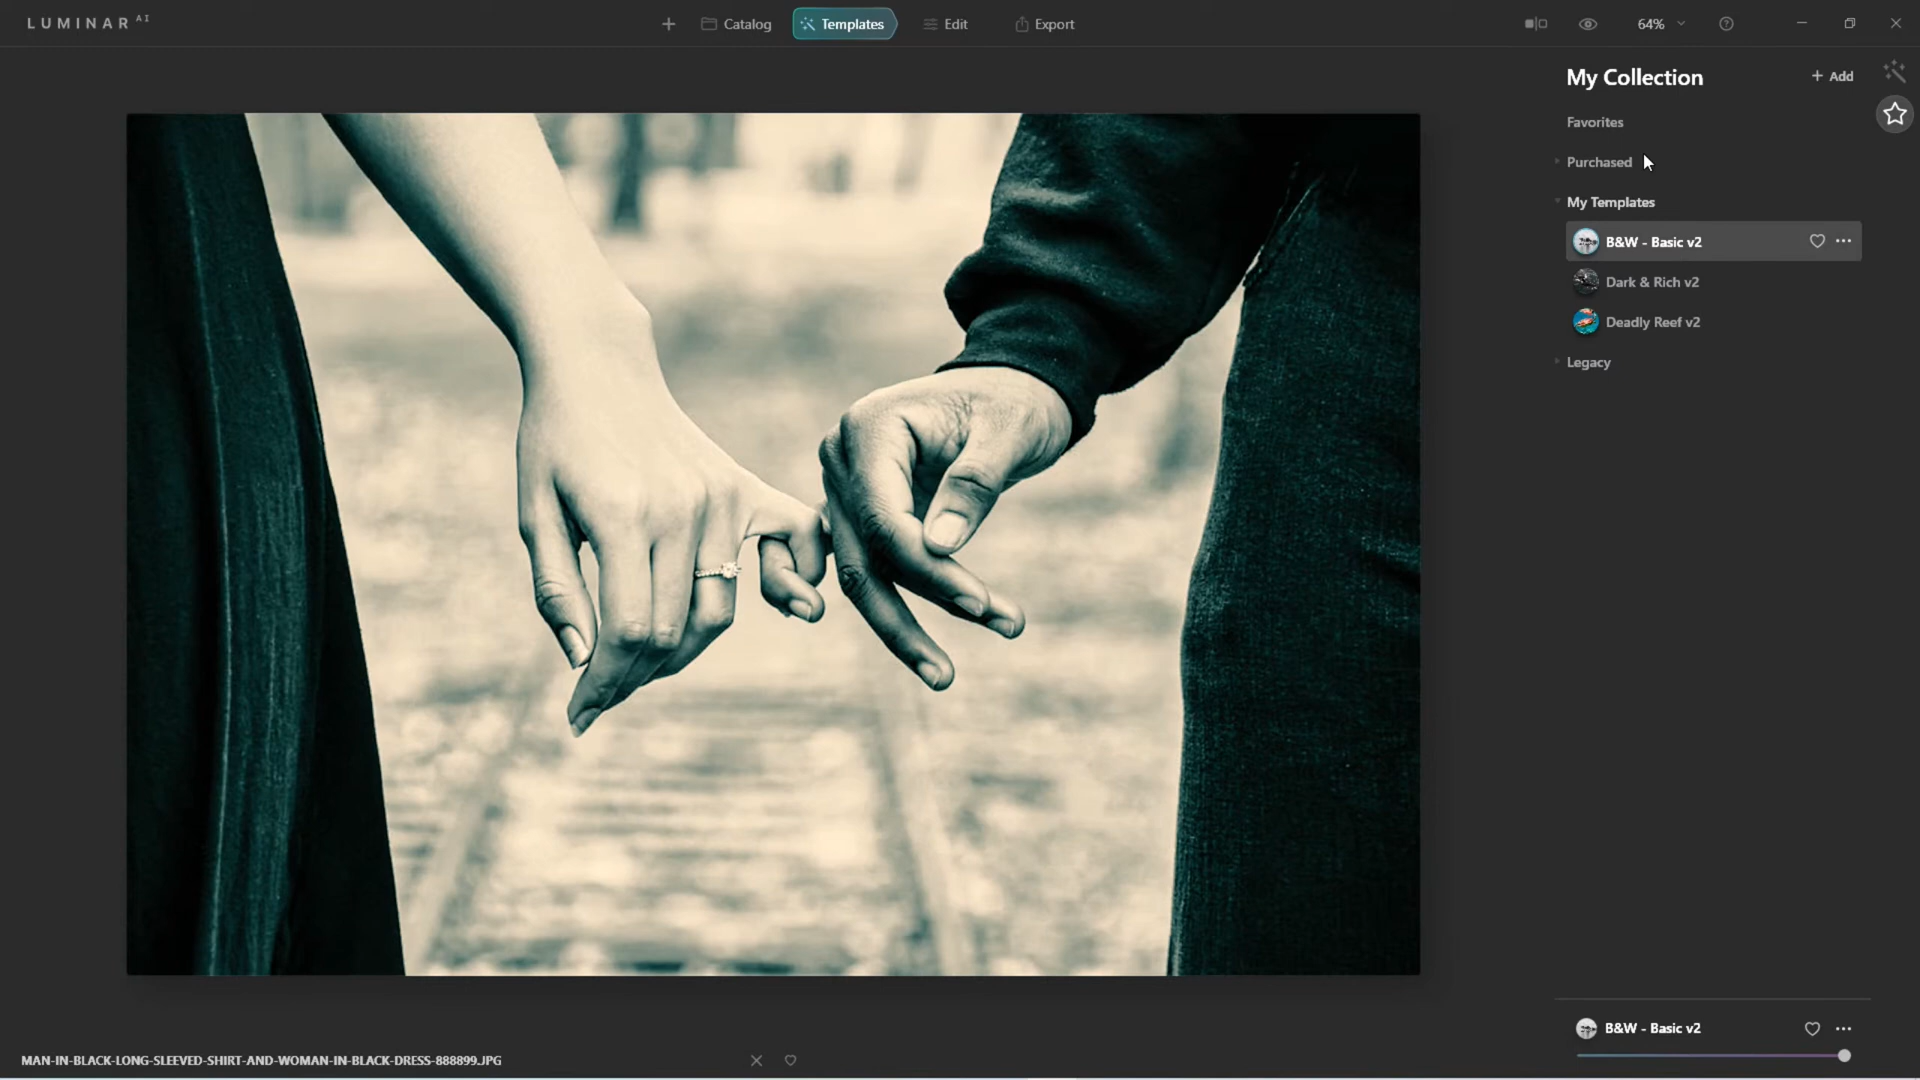 LUMINAR AI
Catalog
Templates
Edit
Export
64%
My Collection
Add
Favorites
Purchased
My Templates
B&W - Basic v2
Dark & Rich v2
Deadly Reef v2
Legacy
B&W - Basic v2
MAN-IN-BLACK-LONG-SLEEVED-SHIRT-AND-WOMAN-IN-BLACK-DRESS-888899.JPG